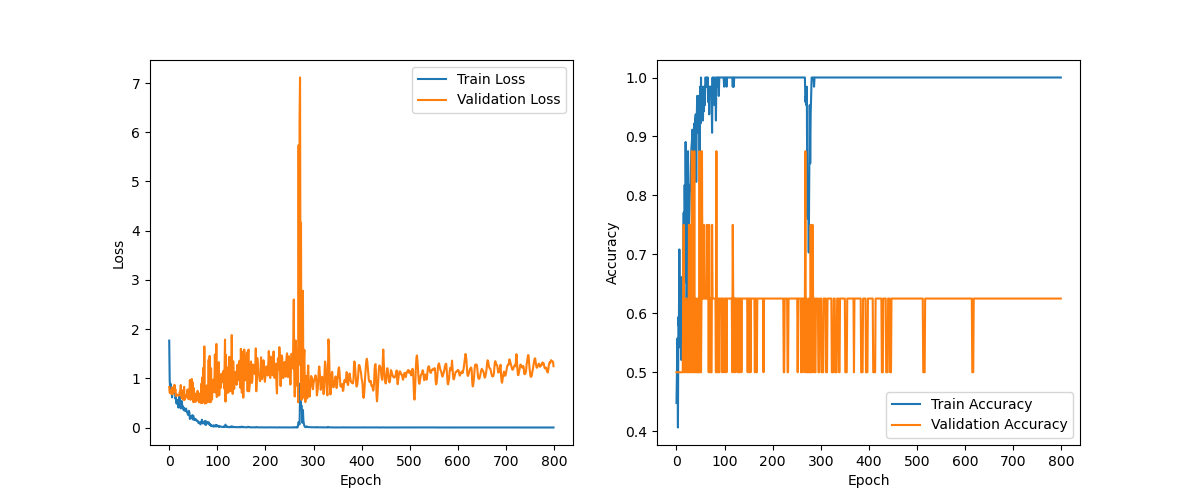 7
6
5
4
3
2
1
0
Loss
0 100 200 300 400 500 600 700 800
Epoch
Train Loss
Validation Loss
1.0
0.9
0.8
0.7
0.6
0.5
0.4
Accuracy
0 100 200 300 400 500 600 700 800
Epoch
Train Accuracy
Validation Accuracy